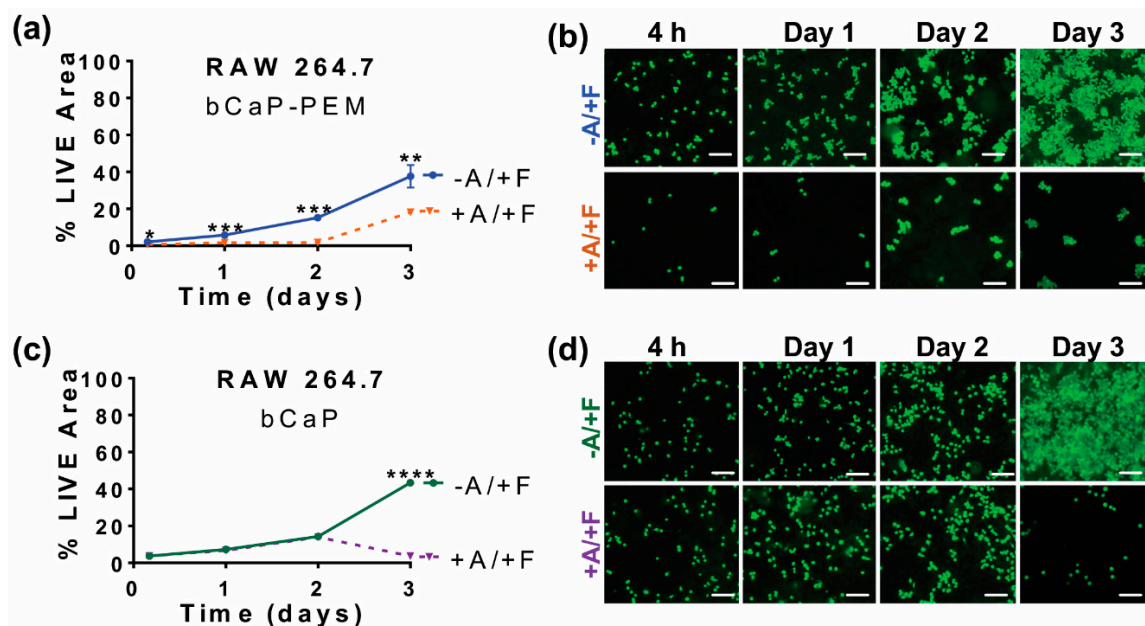 (a)
RAW 264.7
bCaP-PEM
% LIVE Area
100
80
60
40
20
0
*
***
***
**
-A/+F
+A/+F
0 1 2 3
Time (days)
(b)
4 h Day 1 Day 2 Day 3
-A/+F
+A/+F
(c)
RAW 264.7
bCaP
% LIVE Area
100
80
60
40
20
0
****
-A/+F
+A/+F
0 1 2 3
Time (days)
(d)
4 h Day 1 Day 2 Day 3
-A/+F
+A/+F